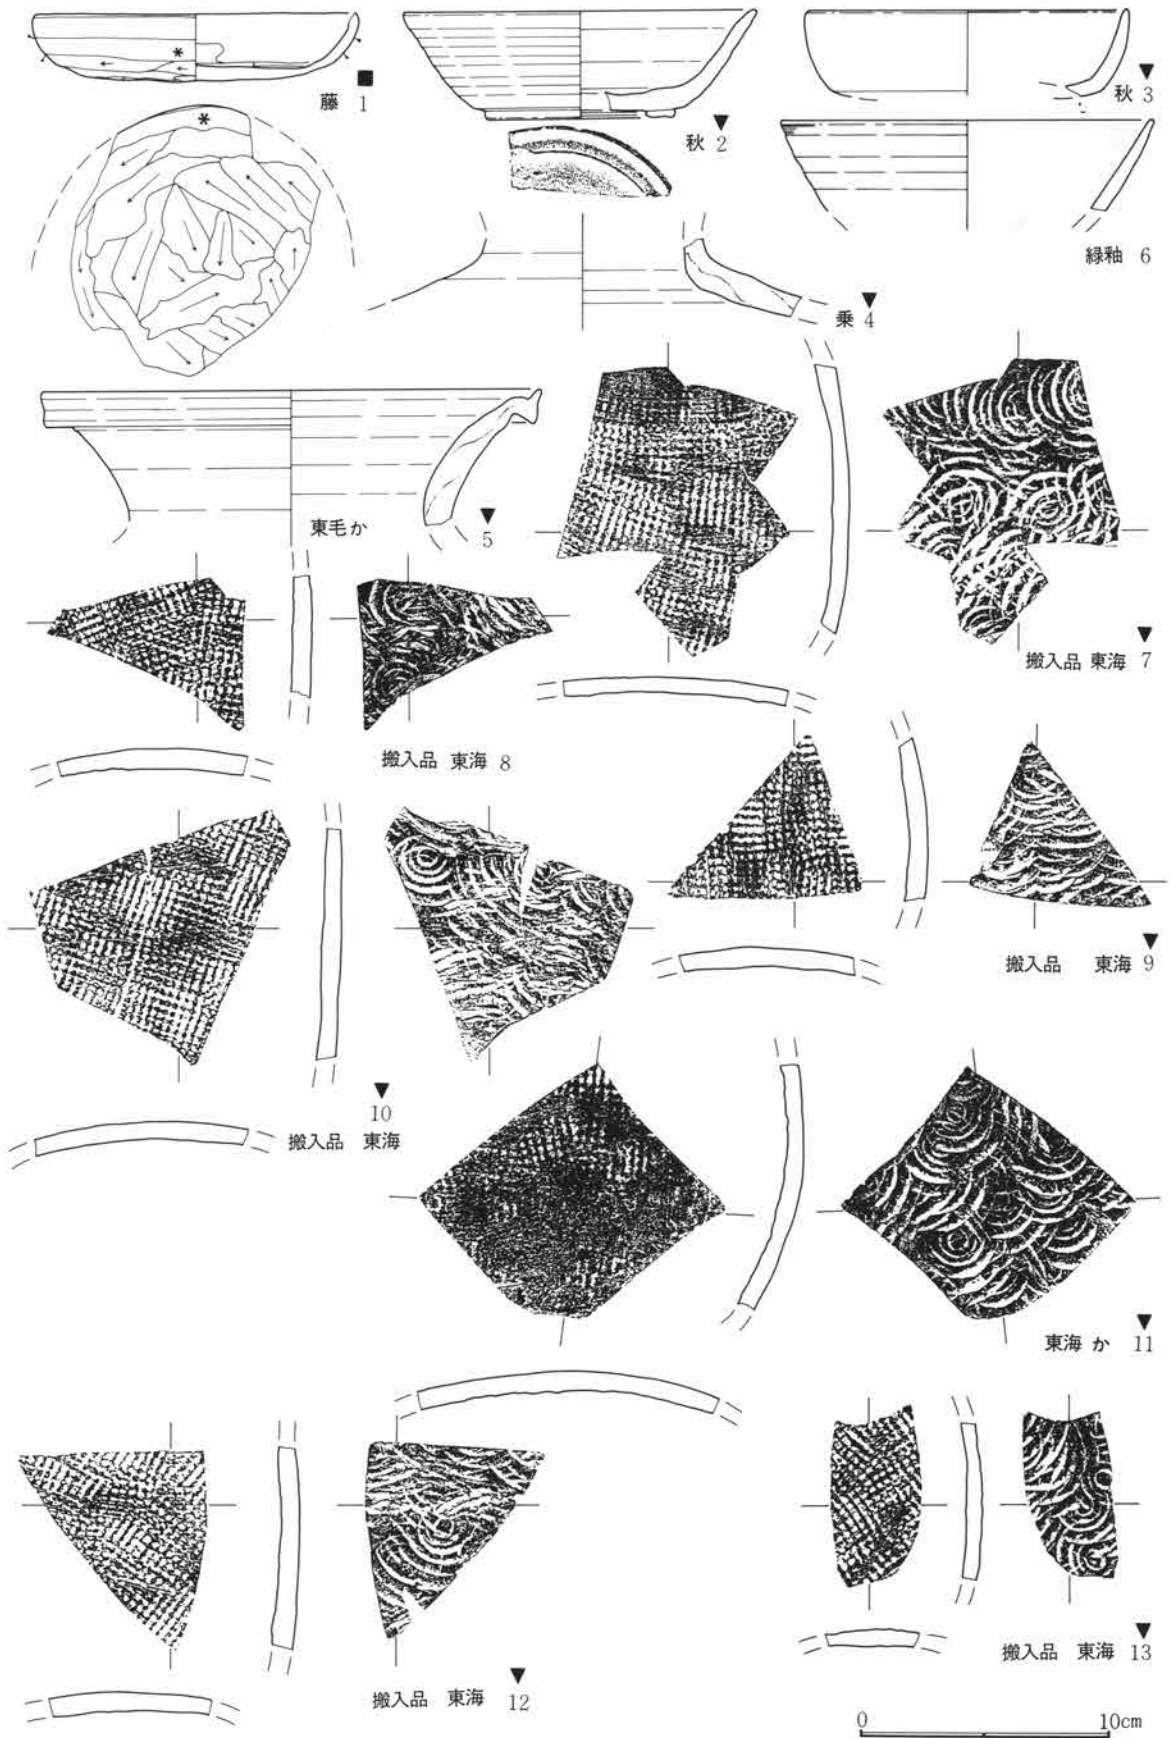 藤 1
秋 2
秋 3
緑釉 6
乗 4
東毛か 5
搬入品 東海 7
搬入品 東海 8
搬入品 東海 9
10
搬入品 東海
東海か 11
搬入品 東海 12
搬入品 東海 13
0 10cm